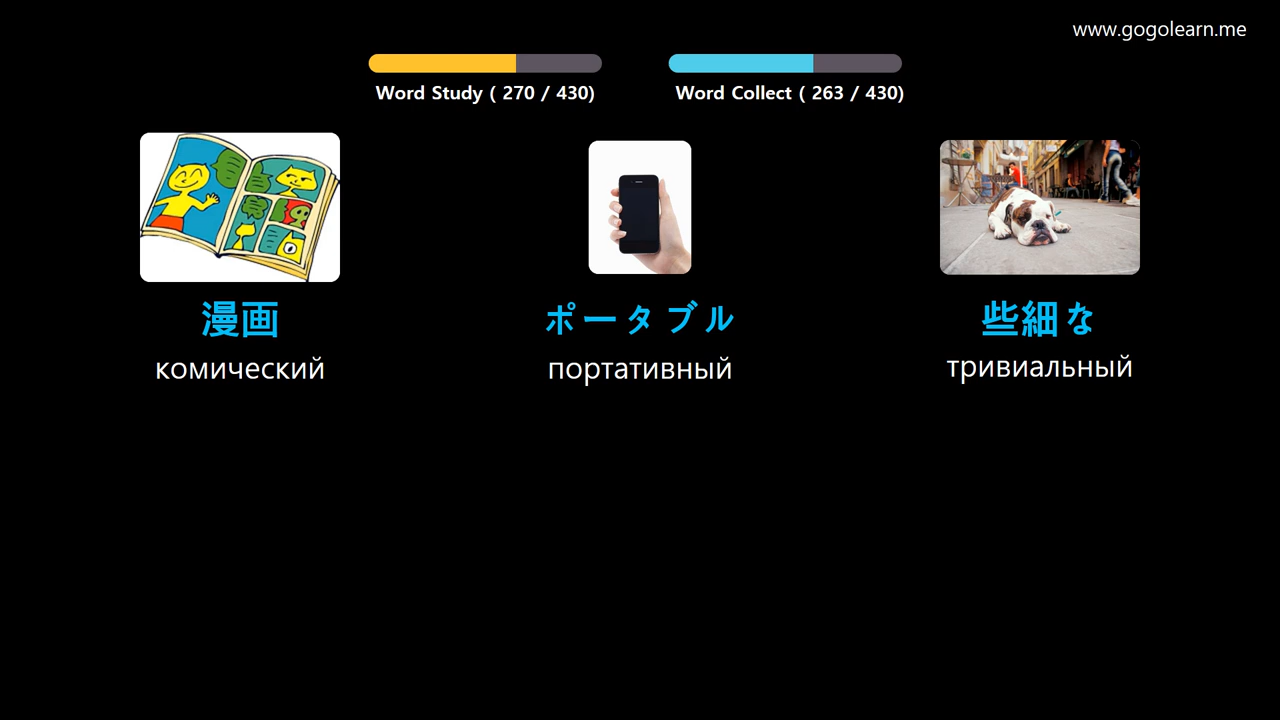 www.gogolearn.me
Word Study ( 270 / 430)
Word Collect ( 263 / 430)
漫画
ポータブル
些細な
комический
портативный
тривиальный